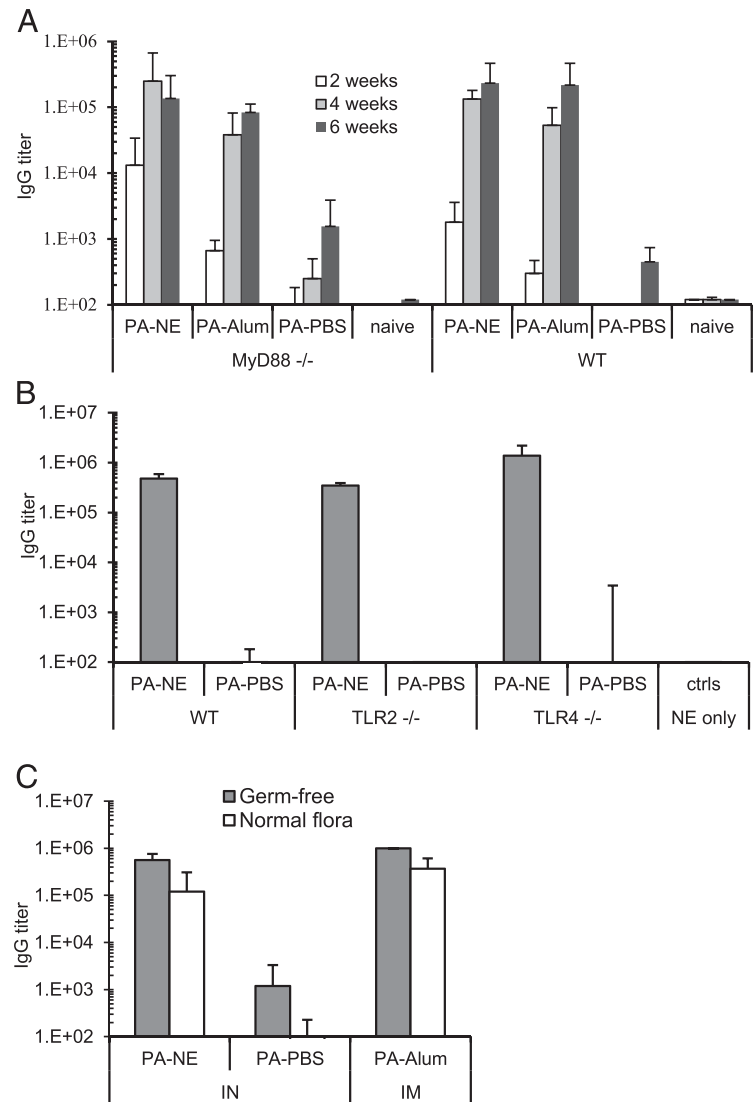 A
1.E+06
1.E+05
1.E+04
1.E+03
1.E+02
IgG titer
2 weeks
4 weeks
6 weeks
PA-NE PA-Alum PA-PBS naive PA-NE PA-Alum PA-PBS naive
MyD88 -/- WT
B
1.E+07
1.E+06
1.E+05
1.E+04
1.E+03
1.E+02
IgG titer
PA-NE PA-PBS PA-NE PA-PBS PA-NE PA-PBS ctrls
WT TLR2 -/- TLR4 -/- NE only
C
1.E+07
1.E+06
1.E+05
1.E+04
1.E+03
1.E+02
IgG titer
Germ-free
Normal flora
PA-NE PA-PBS PA-Alum
IN IM